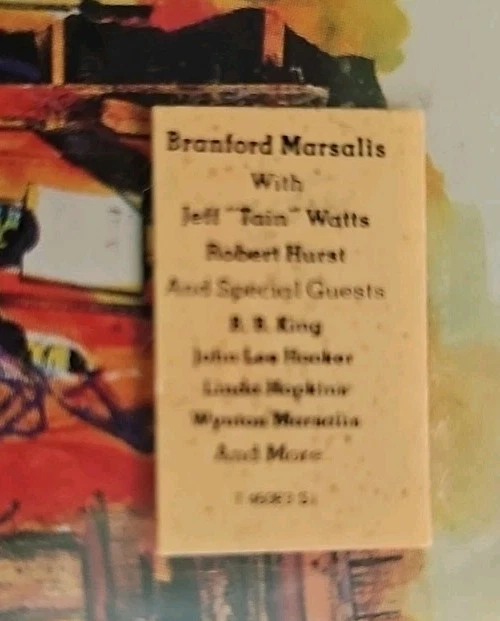 Branford Marsalis
With
Jeff "Tain" Watts
Robert Hurst
And Special Guests
B. B. King
John Lee Hooker
Linda Hopkins
Wynton Marsalis
And More